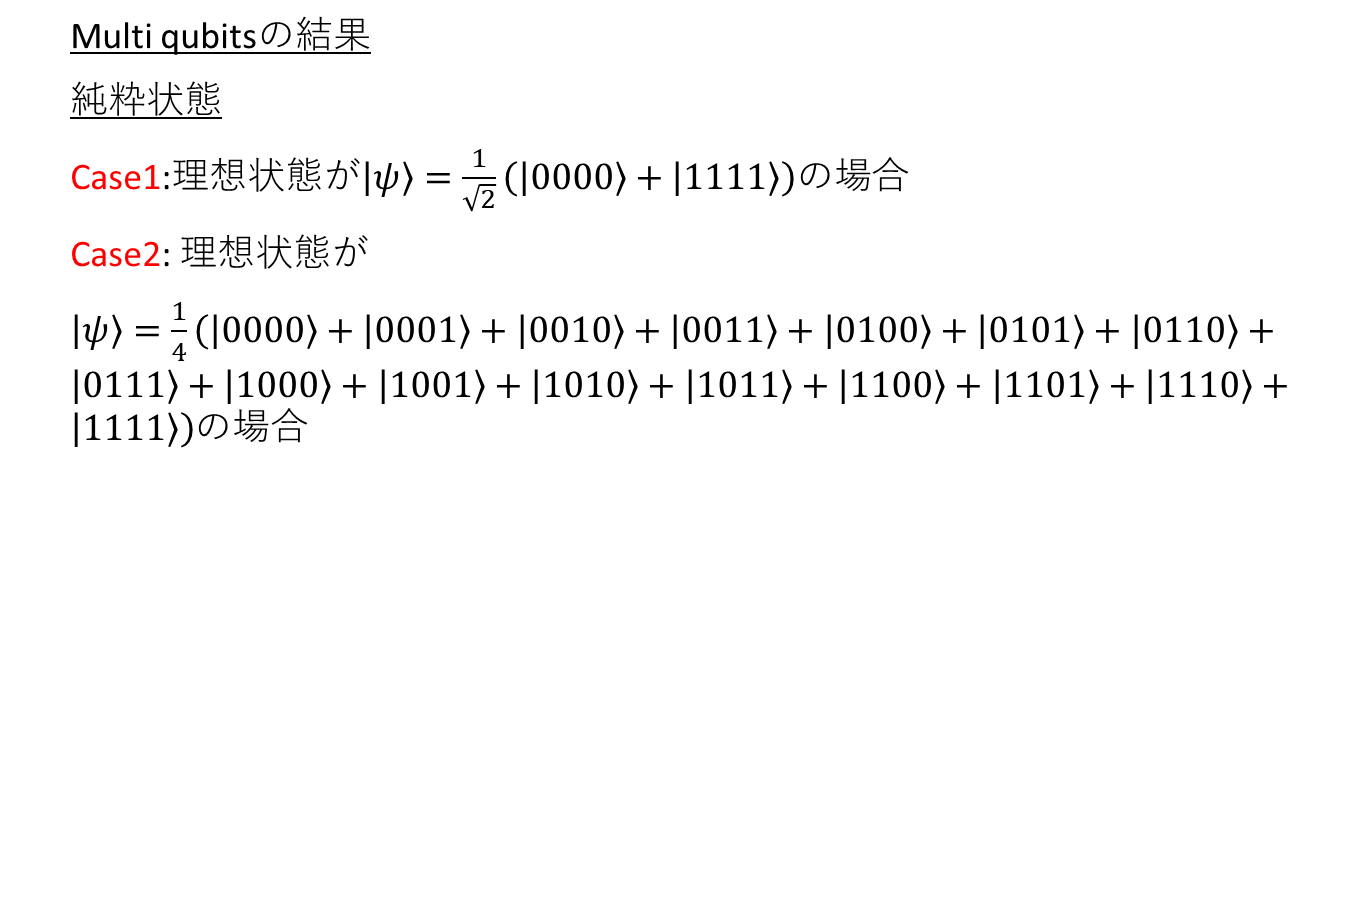 Multi qubitsの結果
純粋状態
Case1:理想状態が|ψ⟩ = 1/√2 (|0000⟩ + |1111⟩)の場合
Case2: 理想状態が
|ψ⟩ = 1/4 (|0000⟩ + |0001⟩ + |0010⟩ + |0011⟩ + |0100⟩ + |0101⟩ + |0110⟩ +
|0111⟩ + |1000⟩ + |1001⟩ + |1010⟩ + |1011⟩ + |1100⟩ + |1101⟩ + |1110⟩ +
|1111⟩)の場合